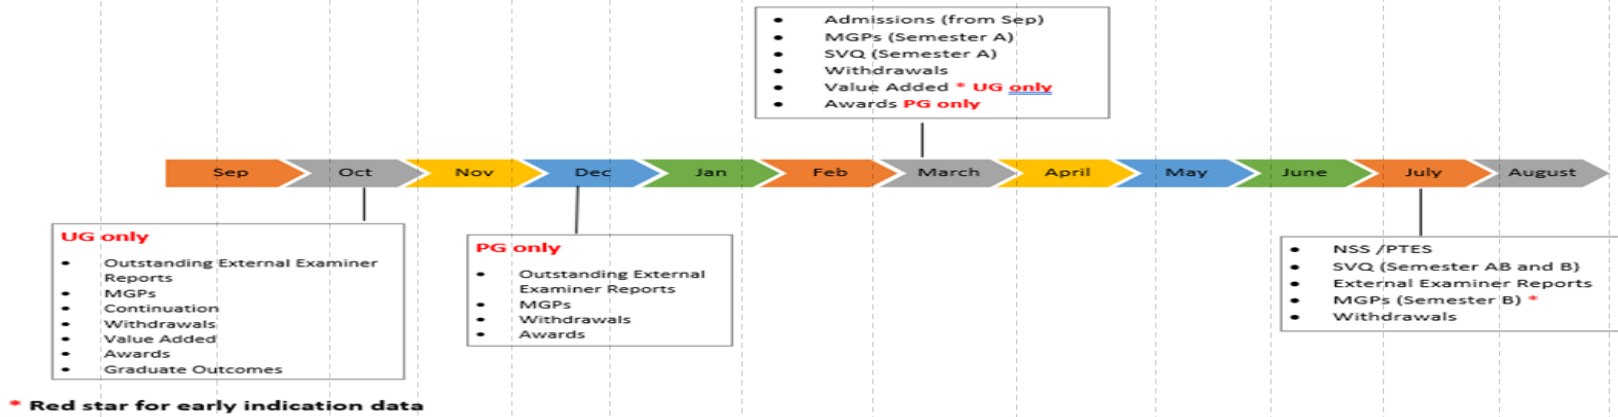 • Admissions (from Sep)
• MGPs (Semester A)
• SVQ (Semester A)
• Withdrawals
• Value Added * UG only
• Awards PG only
Sep
Oct
Nov
Dec
Jan
Feb
March
April
May
June
July
August
UG only
• Outstanding External Examiner
Reports
• MGPs
• Continuation
• Withdrawals
• Value Added
• Awards
• Graduate Outcomes
PG only
• Outstanding External
Examiner Reports
• MGPs
• Withdrawals
• Awards
• NSS /PTES
• SVQ (Semester AB and B)
• External Examiner Reports
• MGPs (Semester B) *
• Withdrawals
* Red star for early indication data